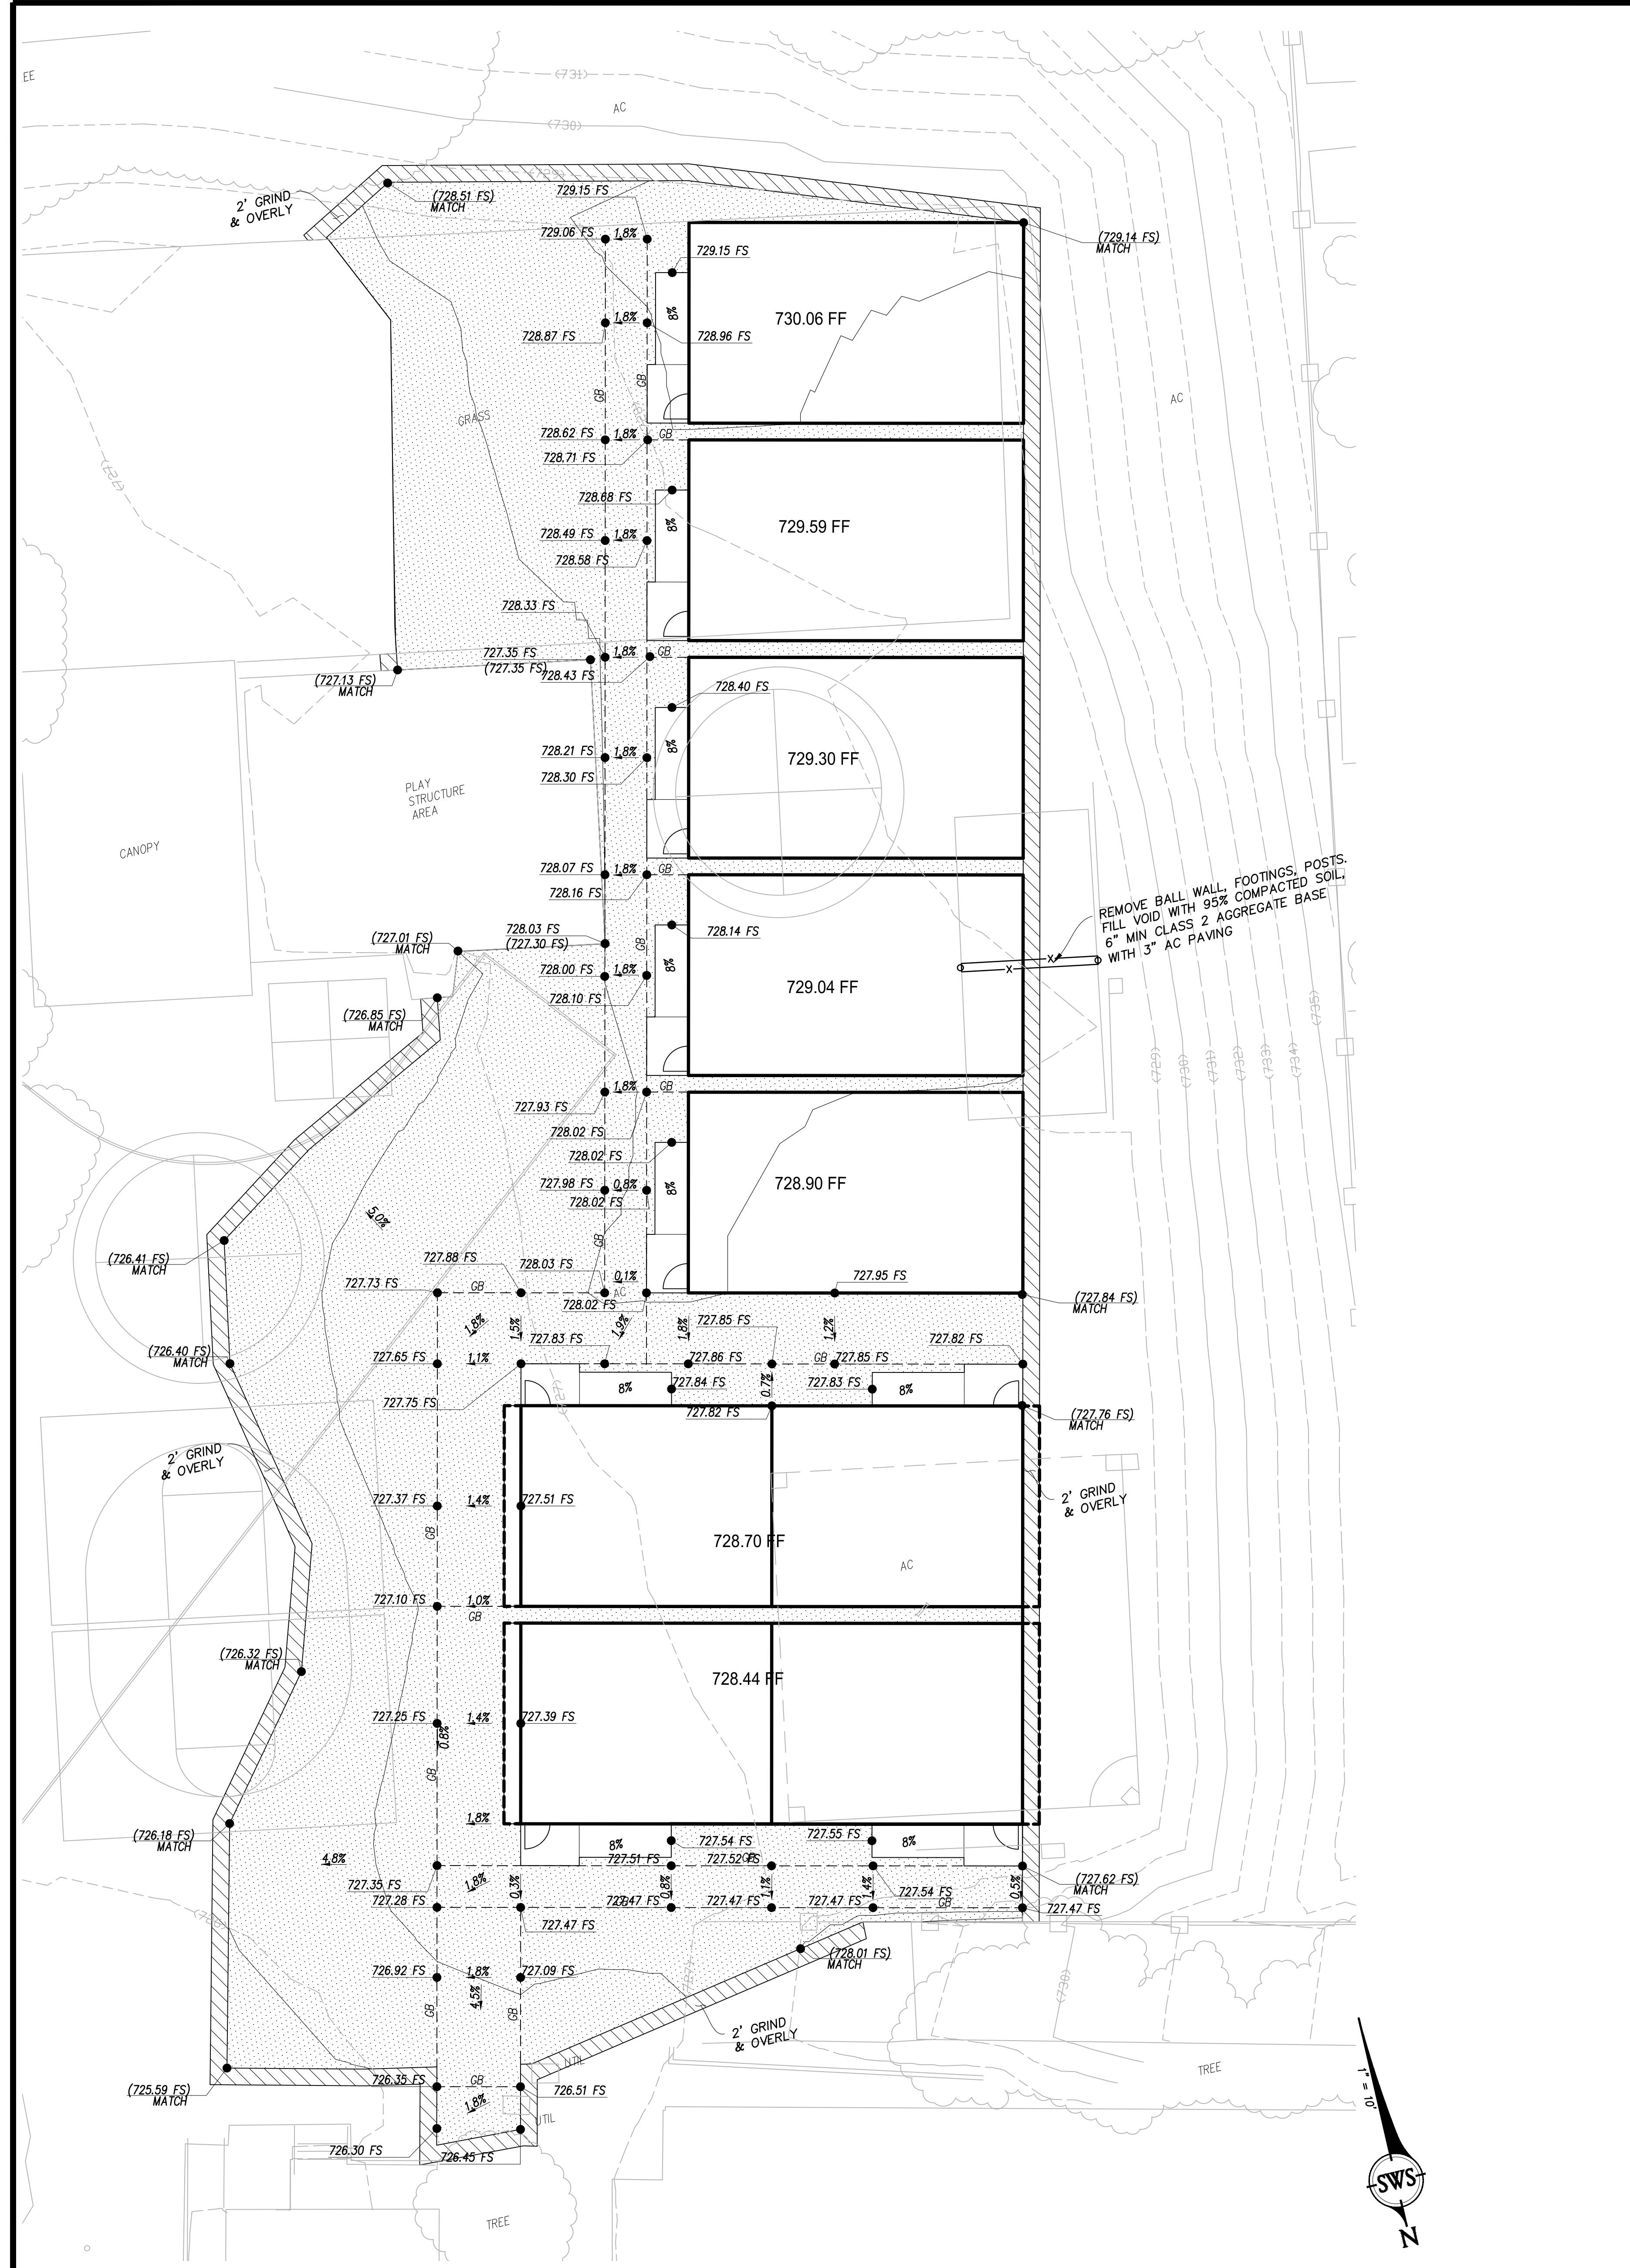 EE
(731)
AC
(730)
(729)
2' GRIND
& OVERLY
(728.51 FS)
MATCH
729.15 FS
729.06 FS
1.8%
(729.14 FS)
MATCH
729.15 FS
8%
730.06 FF
1.8%
728.87 FS
728.96 FS
GB
GB
AC
GRASS
728.62 FS
1.8%
GB
728.71 FS
(727)
728.68 FS
8%
729.59 FF
728.49 FS
1.8%
728.58 FS
728.33 FS
727.35 FS
(727.35 FS)
1.8%
GB
728.43 FS
(727.13 FS)
MATCH
728.40 FS
8%
729.30 FF
728.21 FS
1.8%
728.30 FS
PLAY
STRUCTURE
AREA
CANOPY
728.07 FS
1.8%
GB
728.16 FS
REMOVE BALL WALL, FOOTINGS, POSTS.
FILL VOID WITH 95% COMPACTED SOIL,
6" MIN CLASS 2 AGGREGATE BASE
WITH 3" AC PAVING
X
X
728.03 FS
(727.30 FS)
(727.01 FS)
MATCH
728.14 FS
GB
8%
728.00 FS
1.8%
728.10 FS
729.04 FF
(726.85 FS)
MATCH
(729)
(730)
(731)
(732)
(733)
(734)
(735)
1.8%
GB
727.93 FS
728.02 FS
728.02 FS
727.98 FS
0.8%
8%
728.02 FS
728.90 FF
5.0%
(726.41 FS)
MATCH
GB
727.88 FS
728.03 FS
0.1%
727.95 FS
727.73 FS
GB
AC
728.02 FS
(727.84 FS)
MATCH
1.8%
1.5%
1.9%
1.8%
1.2%
727.83 FS
727.85 FS
727.82 FS
(726.40 FS)
MATCH
727.65 FS
1.1%
727.86 FS
GB
727.85 FS
727.75 FS
8%
727.84 FS
0.7%
727.83 FS
8%
(727)
727.82 FS
(727.76 FS)
MATCH
2' GRIND
& OVERLY
727.37 FS
1.4%
727.51 FS
2' GRIND
& OVERLY
GB
728.70 FF
AC
727.10 FS
1.0%
GB
(726.32 FS)
MATCH
728.44 FF
727.25 FS
1.4%
727.39 FS
0.8%
GB
1.8%
(726.18 FS)
MATCH
8%
727.54 FS
727.55 FS
8%
4.8%
727.51 FS
727.52 FS
GB
727.35 FS
1.8%
0.3%
0.8%
1.1%
1.4%
727.54 FS
0.5%
(727.62 FS)
MATCH
727.28 FS
727.47 FS
GB
727.47 FS
727.47 FS
GB
727.47 FS
727.47 FS
(728.01 FS)
MATCH
726.92 FS
1.8%
727.09 FS
4.5%
GB
GB
(730)
2' GRIND
& OVERLY
UTIL
TREE
(725.59 FS)
MATCH
726.35 FS
GB
726.51 FS
1.8%
UTIL
726.30 FS
726.45 FS
TREE
1" = 10'
SWS
N